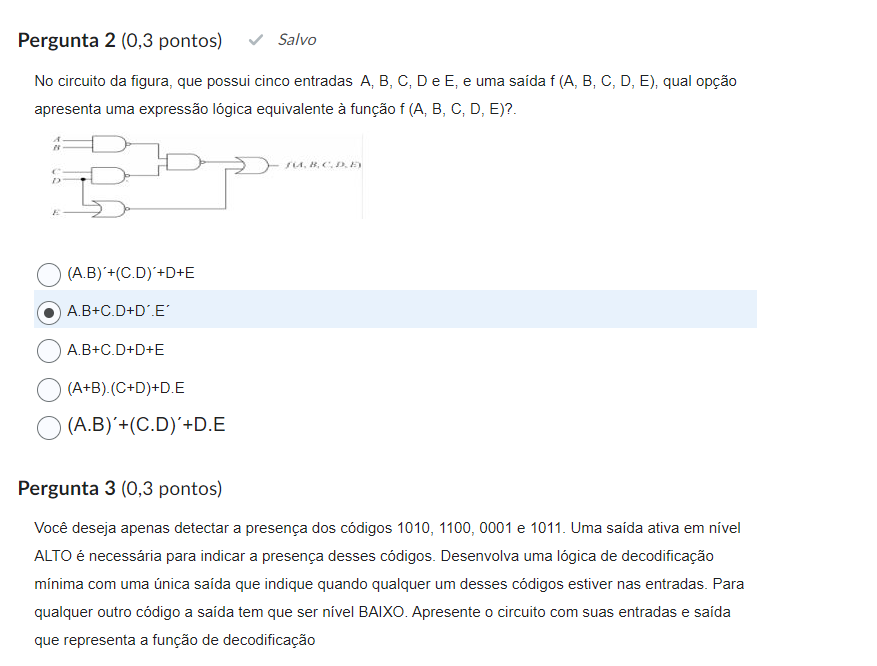 Pergunta 2 (0,3 pontos) Salvo
No circuito da figura, que possui cinco entradas A, B, C, D e E, e uma saída f (A, B, C, D, E), qual opção
apresenta uma expressão lógica equivalente à função f (A, B, C, D, E)?.
A
B
C
D
E
f(A, B, C, D, E)
(A.B)´+(C.D)´+D+E
A.B+C.D+D´.E´
A.B+C.D+D+E
(A+B).(C+D)+D.E
(A.B)´+(C.D)´+D.E
Pergunta 3 (0,3 pontos)
Você deseja apenas detectar a presença dos códigos 1010, 1100, 0001 e 1011. Uma saída ativa em nível
ALTO é necessária para indicar a presença desses códigos. Desenvolva uma lógica de decodificação
mínima com uma única saída que indique quando qualquer um desses códigos estiver nas entradas. Para
qualquer outro código a saída tem que ser nível BAIXO. Apresente o circuito com suas entradas e saída
que representa a função de decodificação